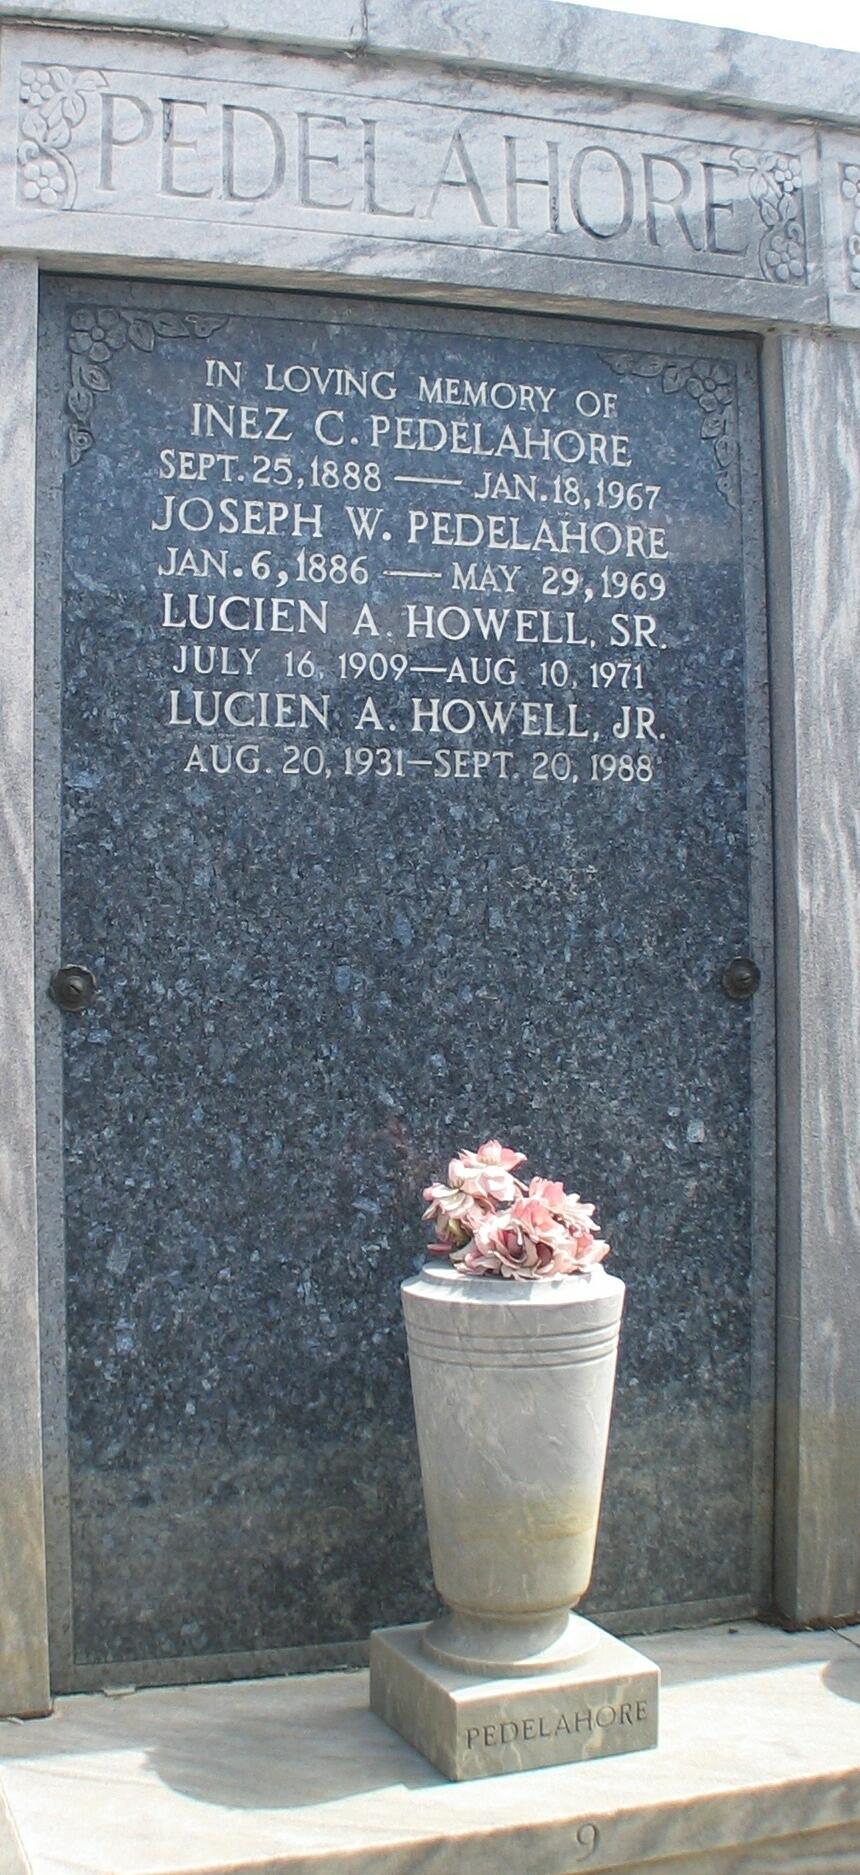 PEDELAHORE
IN LOVING MEMORY OF
INEZ C. PEDELAHORE
SEPT. 25, 1888 — JAN. 18, 1967
JOSEPH W. PEDELAHORE
JAN. 6, 1886 — MAY 29, 1969
LUCIEN A. HOWELL, SR.
JULY 16, 1909—AUG 10, 1971
LUCIEN A. HOWELL, JR.
AUG. 20, 1931—SEPT. 20, 1988
PEDELAHORE
9